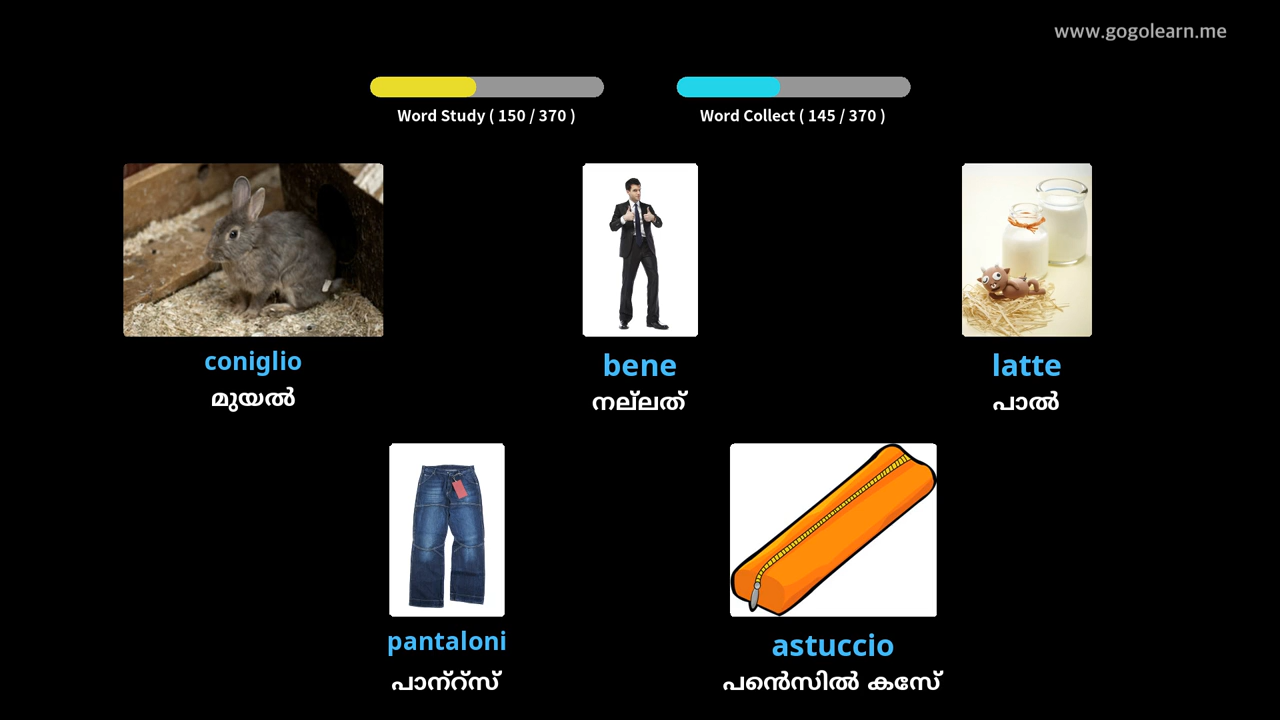 www.gogolearn.me
Word Study ( 150 / 370 )
Word Collect ( 145 / 370 )
coniglio
മുയൽ
bene
നല്ലത്
latte
പാൽ
pantaloni
പാന്റ്സ്
astuccio
പെൻസിൽ കേസ്